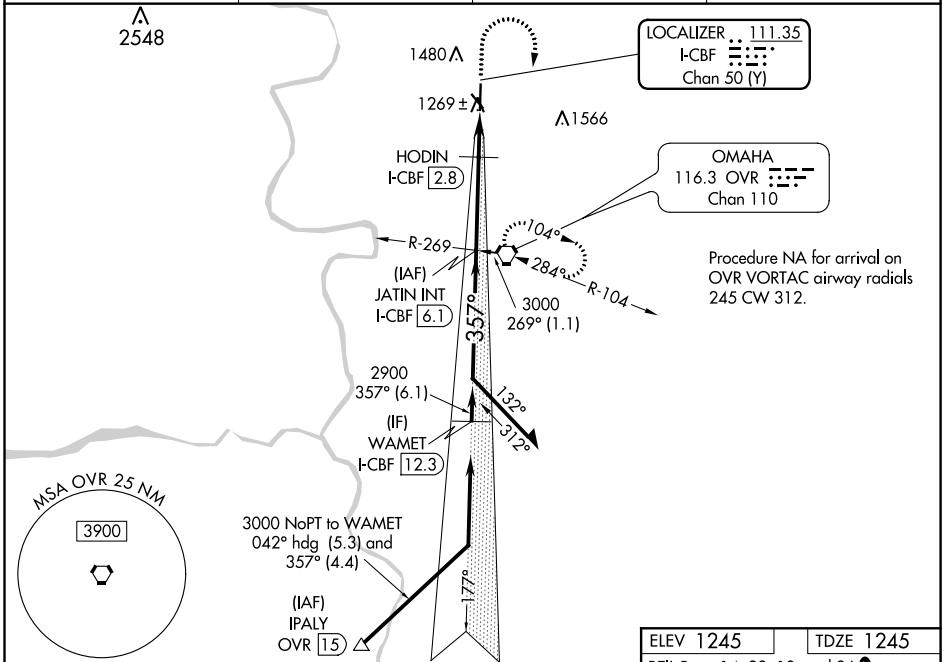 2548
1480
1269 ±
1566
LOCALIZER 111.35
I-CBF
Chan 50 (Y)
HODIN
I-CBF 2.8
OMAHA
116.3 OVR
Chan 110
R-269
104°
284°
R-104
(IAF)
JATIN INT
I-CBF 6.1
357°
3000
269° (1.1)
Procedure NA for arrival on
OVR VORTAC airway radials
245 CW 312.
2900
357° (6.1)
132°
312°
(IF)
WAMET
I-CBF 12.3
MSA OVR 25 NM
3900
3000 NoPT to WAMET
042° hdg (5.3) and
357° (4.4)
177°
(IAF)
IPALY
OVR 15
ELEV 1245
TDZE 1245